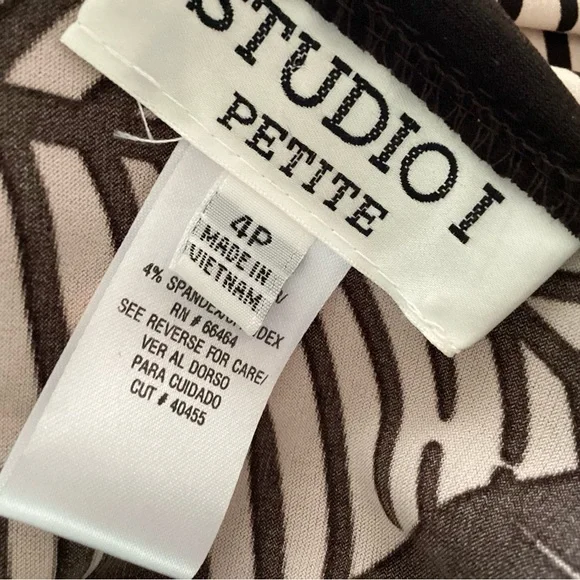 STUDIO I
PETITE
4P
MADE IN
VIETNAM
4% SPANDEX
RN # 66464
SEE REVERSE FOR CARE/
VER AL DORSO
PARA CUIDADO
CUT # 40455